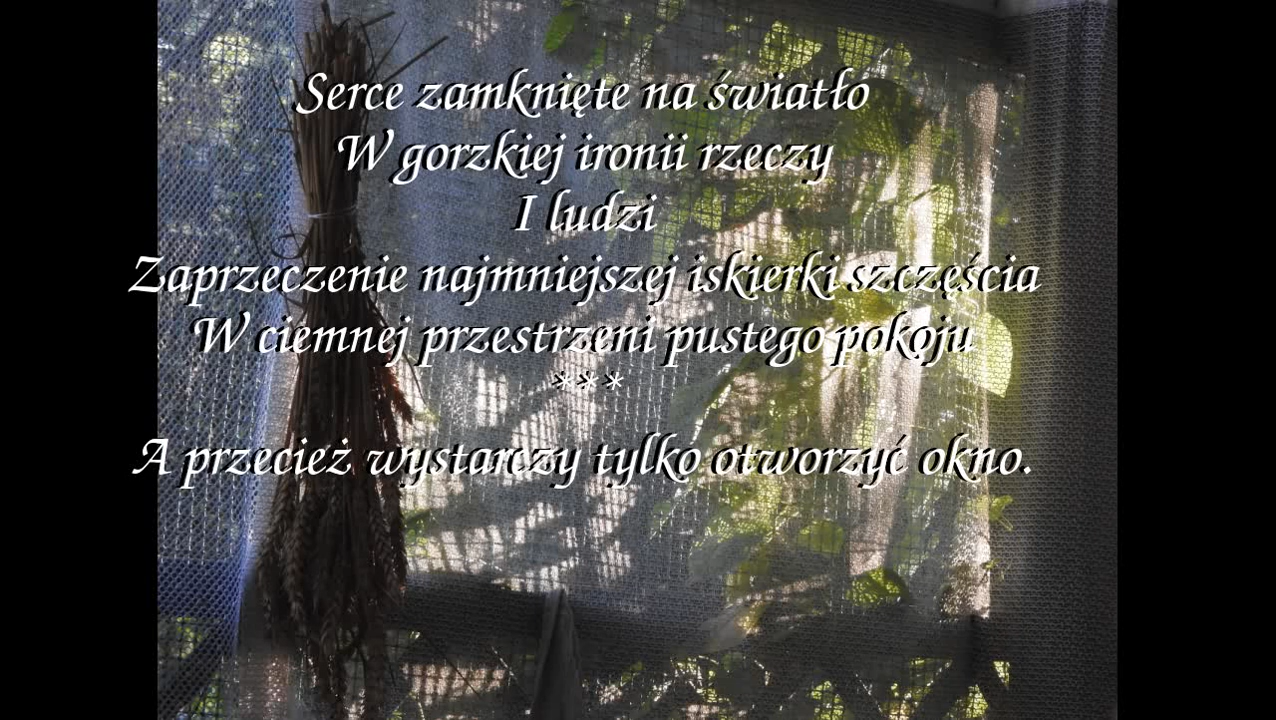 Serce zamknięte na światło
W gorzkiej ironii rzeczy
I ludzi
Zaprzeczenie najmniejszej iskierki szczęścia
W ciemnej przestrzeni pustego pokoju
***
A przecież wystarczy tylko otworzyć okno.